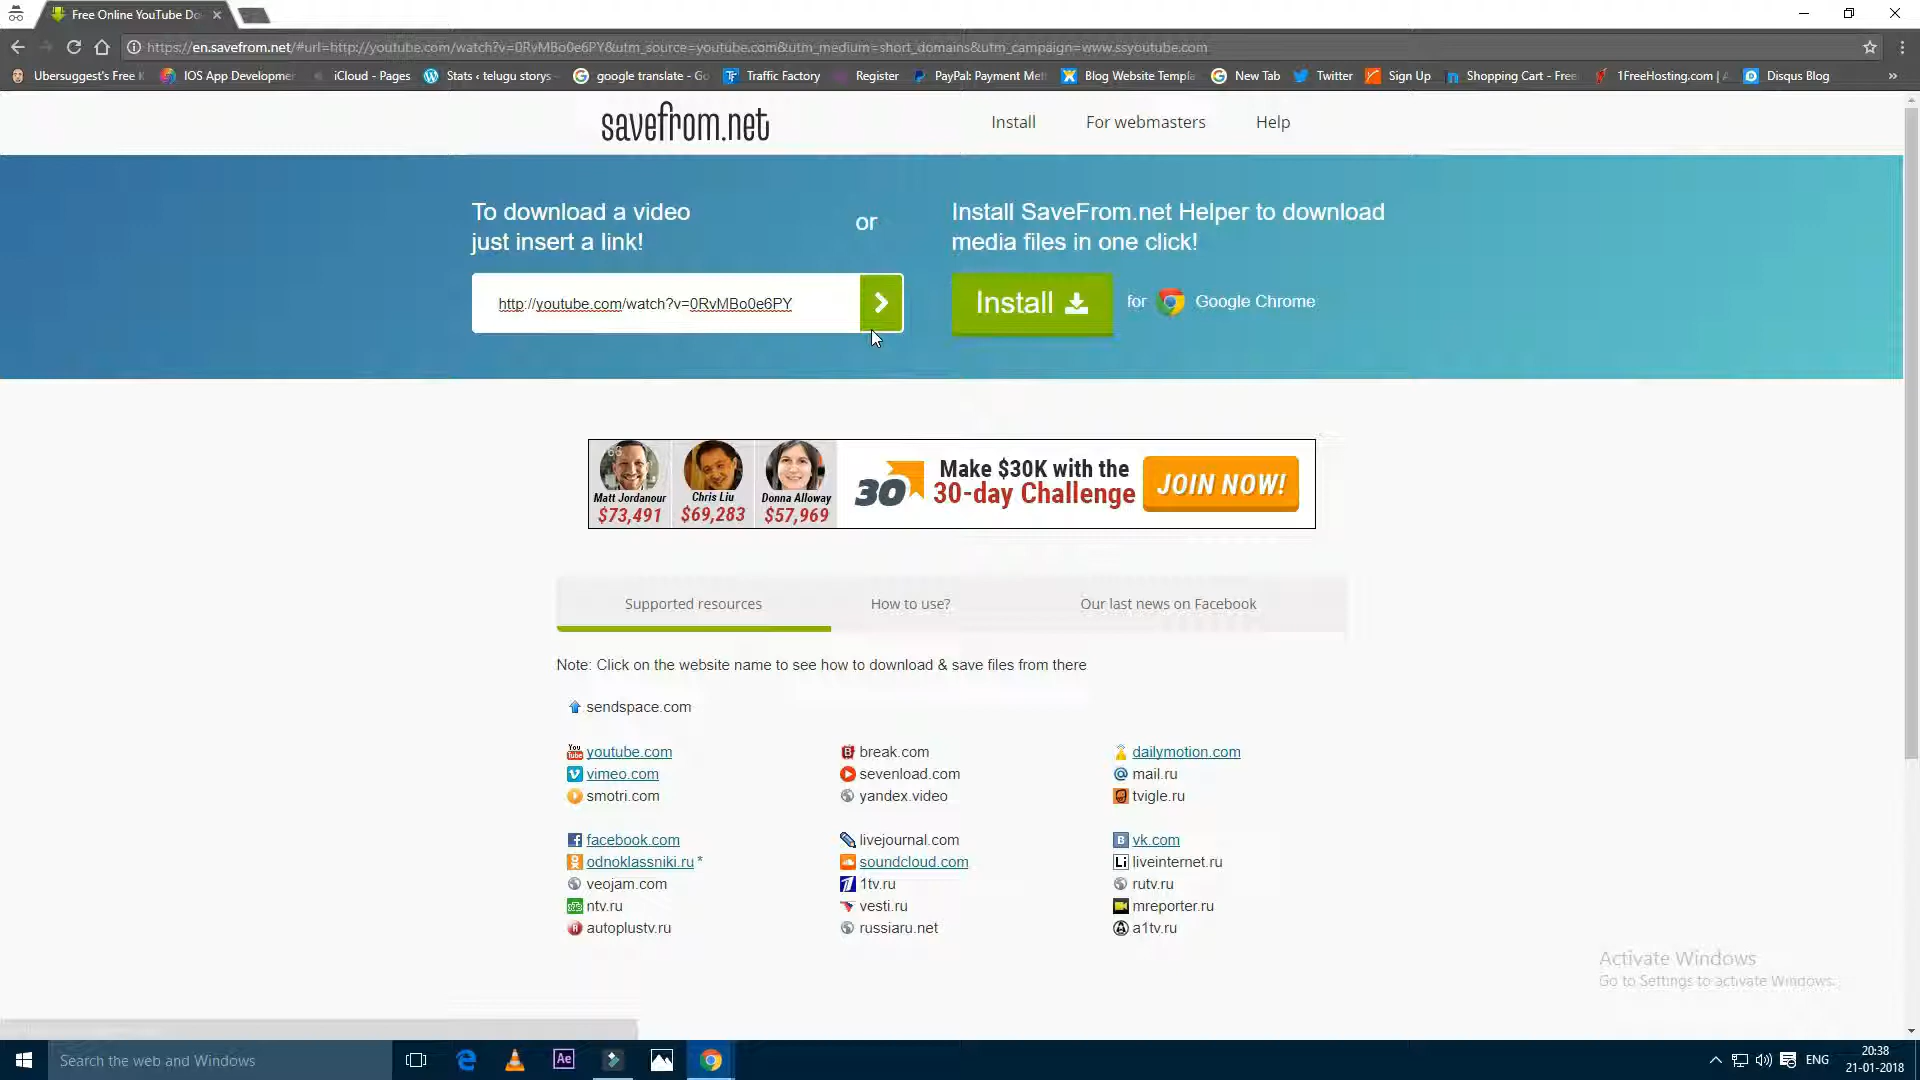 Free Online YouTube Do
https://en.savefrom.net/#url=http://youtube.com/watch?v=0RvMBo0e6PY&utm_source=youtube.com&utm_medium=short_domains&utm_campaign=www.ssyoutube.com
Ubersuggest's Free K IOS App Developmen iCloud - Pages Stats ‹ telugu storys google translate - Go Traffic Factory Register PayPal: Payment Met Blog Website Templa New Tab Twitter Sign Up Shopping Cart - Free 1FreeHosting.com | Disqus Blog »
savefrom.net Install For webmasters Help
To download a video
just insert a link!
or
Install SaveFrom.net Helper to download
media files in one click!
http://youtube.com/watch?v=0RvMBo0e6PY
Install for Google Chrome
Matt Jordanour Chris Liu Donna Alloway
$73,491 $69,283 $57,969
30 Make $30K with the
30-day Challenge
JOIN NOW!
Supported resources How to use? Our last news on Facebook
Note: Click on the website name to see how to download & save files from there
sendspace.com
youtube.com break.com dailymotion.com
vimeo.com sevenload.com mail.ru
smotri.com yandex.video tvigle.ru
facebook.com livejournal.com vk.com
odnoklassniki.ru * soundcloud.com liveinternet.ru
veojam.com 1tv.ru rutv.ru
ntv.ru vesti.ru mreporter.ru
autoplustv.ru russiaru.net a1tv.ru
Activate Windows
Go to Settings to activate Windows.
Search the web and Windows
Ae
ENG
20:38
21-01-2018